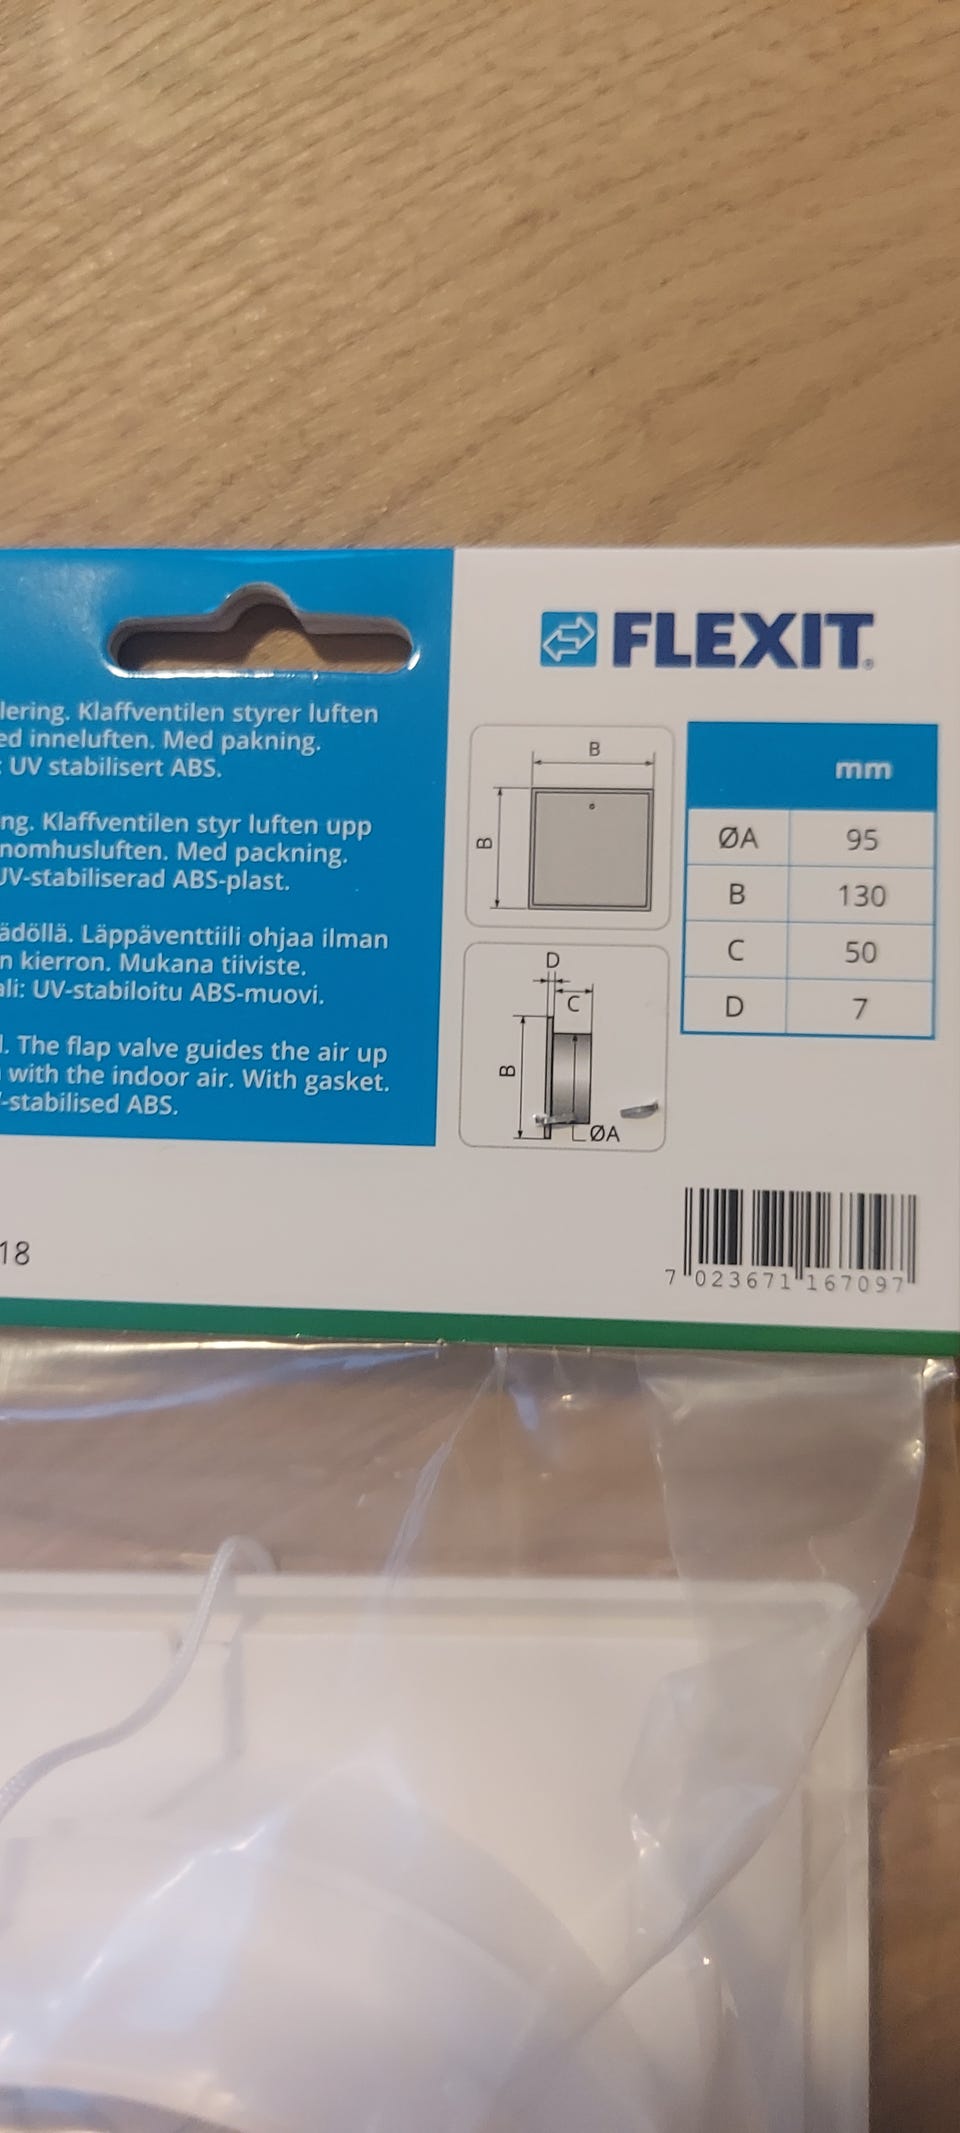 FLEXIT®
lering. Klaffventilen styrer luften
ed inneluften. Med pakning.
: UV stabilisert ABS.
ng. Klaffventilen styr luften upp
nomhusluften. Med packning.
UV-stabiliserad ABS-plast.
ädöllä. Läppäventtiili ohjaa ilman
n kierron. Mukana tiiviste.
ali: UV-stabiloitu ABS-muovi.
l. The flap valve guides the air up
with the indoor air. With gasket.
-stabilised ABS.
18
B
B
D
C
B
ØA
mm
ØA 95
B 130
C 50
D 7
7 023671 167097